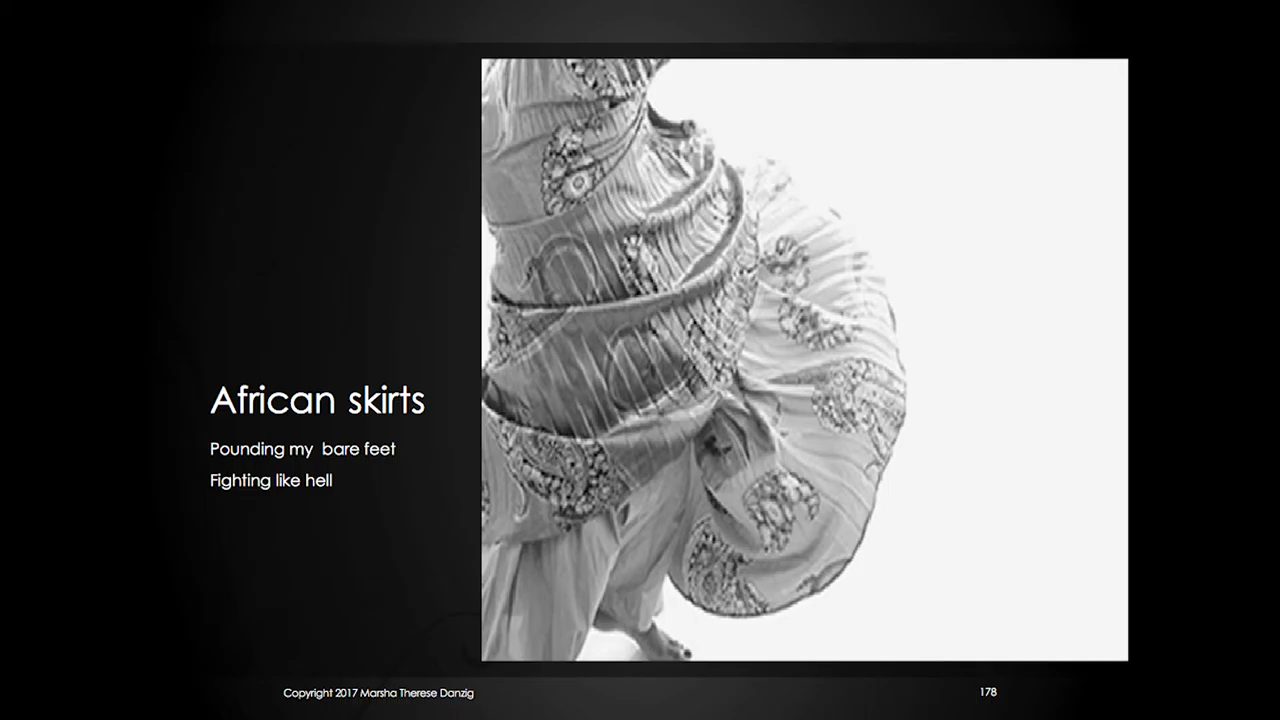 African skirts
Pounding my  bare feet
Fighting like hell
Copyright 2017 Marsha Therese Danzig
178